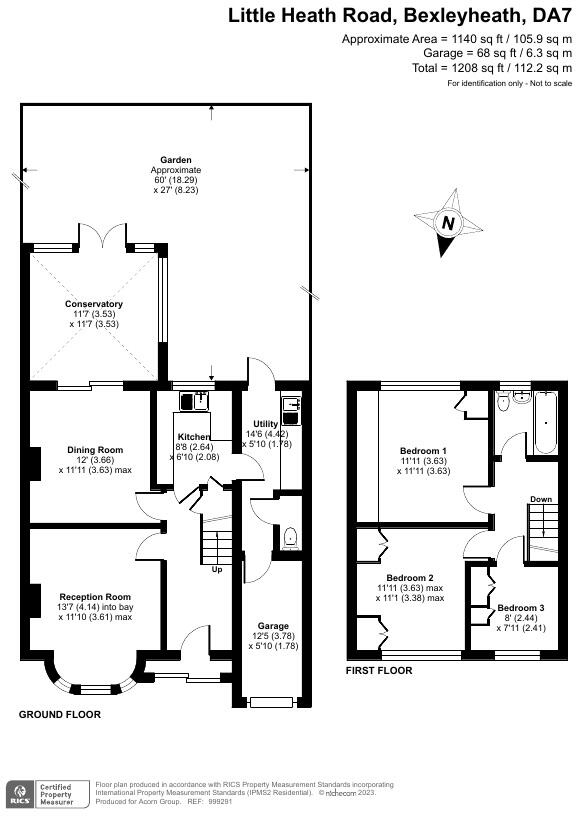 Little Heath Road, Bexleyheath, DA7
Approximate Area = 1140 sq ft / 105.9 sq m
Garage = 68 sq ft / 6.3 sq m
Total = 1208 sq ft / 112.2 sq m
For identification only - Not to scale
Garden
Approximate
60' (18.29)
x 27' (8.23)
N
Conservatory
11'7 (3.53)
x 11'7 (3.53)
Dining Room
12' (3.66)
x 11'11 (3.63) max
Kitchen
8'8 (2.64)
x 6'10 (2.08)
Utility
14'6 (4.42)
x 5'10 (1.78)
Up
Reception Room
13'7 (4.14) into bay
x 11'10 (3.61) max
Garage
12'5 (3.78)
x 5'10 (1.78)
GROUND FLOOR
Bedroom 1
11'11 (3.63)
x 11'11 (3.63)
Down
Bedroom 2
11'11 (3.63) max
x 11'1 (3.38) max
Bedroom 3
8' (2.44)
x 7'11 (2.41)
FIRST FLOOR
RICS
Certified
Property
Measurer
Floor plan produced in accordance with RICS Property Measurement Standards incorporating
International Property Measurement Standards (IPMS2 Residential). © ntchecom 2023.
Produced for Acorn Group. REF: 999291